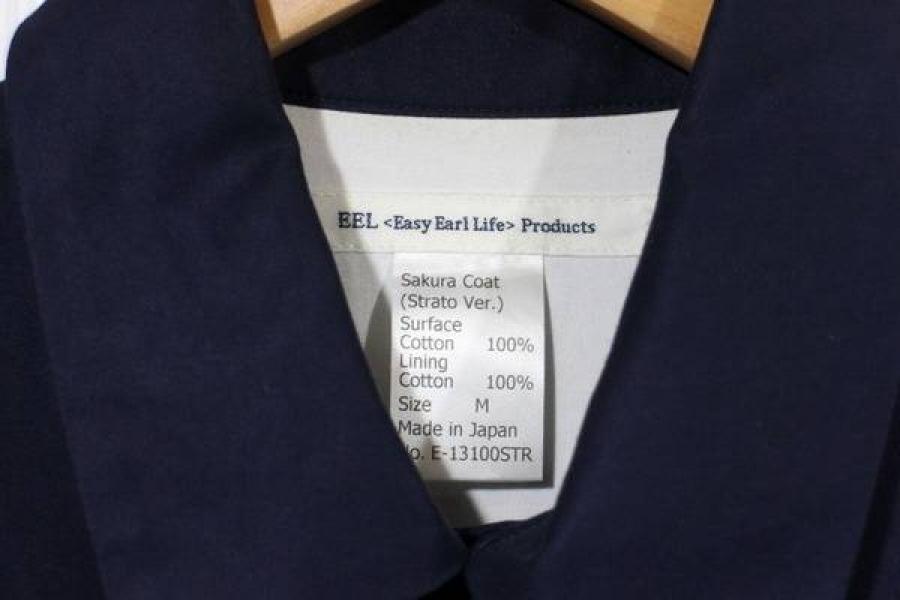 EEL <Easy Earl Life> Products
Sakura Coat
(Strato Ver.)
Surface
Cotton 100%
Lining
Cotton 100%
Size M
Made in Japan
o. E-13100STR